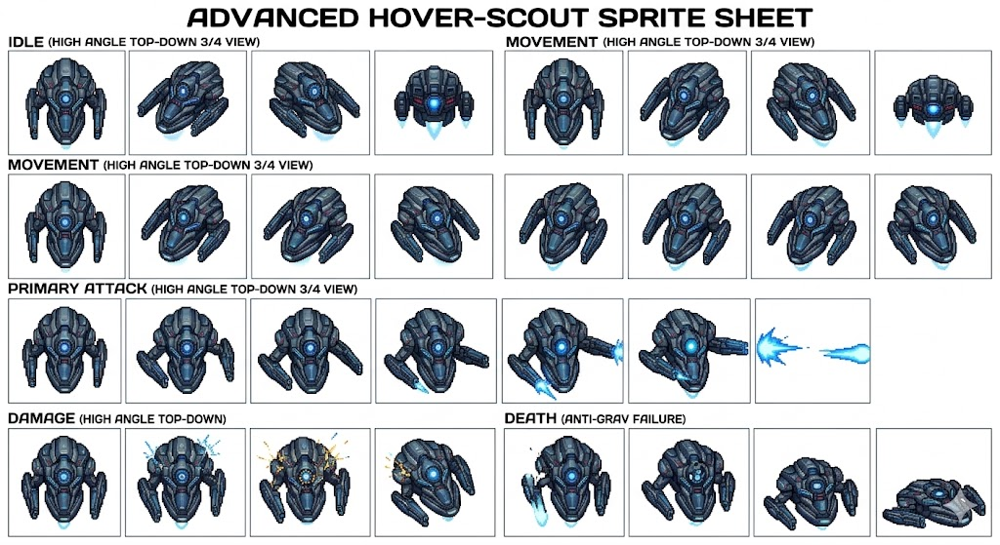 ADVANCED HOVER-SCOUT SPRITE SHEET
IDLE (HIGH ANGLE TOP-DOWN 3/4 VIEW)
MOVEMENT (HIGH ANGLE TOP-DOWN 3/4 VIEW)
MOVEMENT (HIGH ANGLE TOP-DOWN 3/4 VIEW)
PRIMARY ATTACK (HIGH ANGLE TOP-DOWN 3/4 VIEW)
DAMAGE (HIGH ANGLE TOP-DOWN)
DEATH (ANTI-GRAV FAILURE)